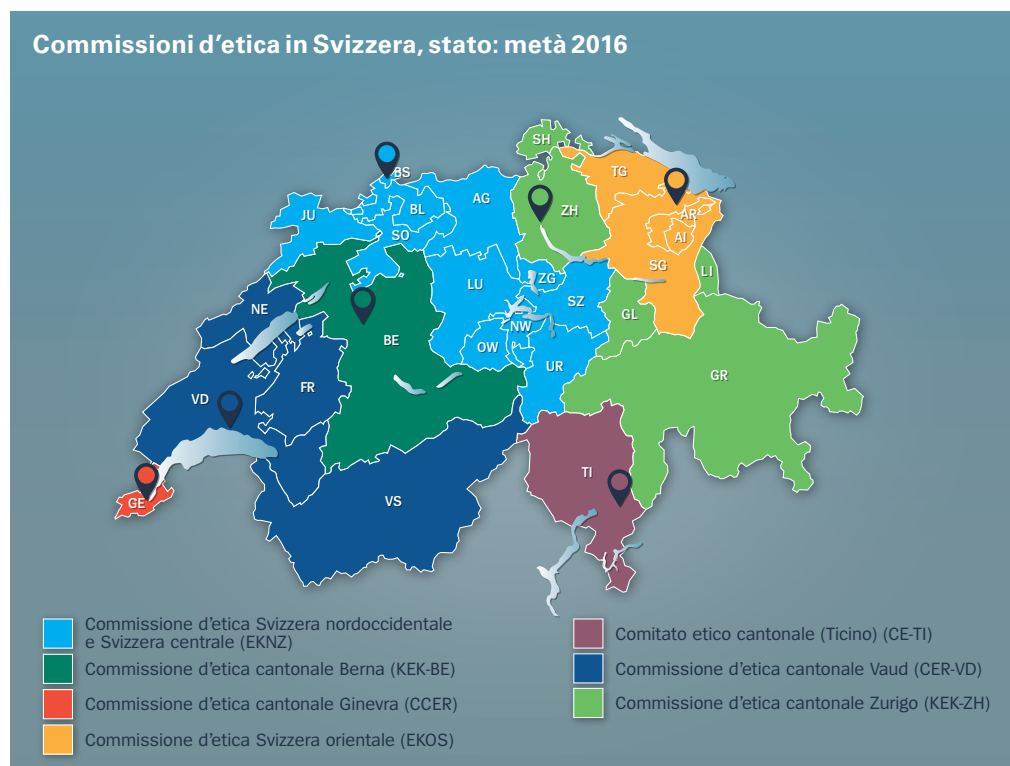 Commissioni d'etica in Svizzera, stato: metà 2016
SH
BS
TG
JU
BL
AG
ZH
AR
SO
AI
SG
LI
ZG
LU
SZ
NE
GL
NW
BE
OW
UR
GR
FR
VD
TI
VS
GE
Commissione d'etica Svizzera nordoccidentale
e Svizzera centrale (EKNZ)
Commissione d'etica cantonale Berna (KEK-BE)
Commissione d'etica cantonale Ginevra (CCER)
Commissione d'etica Svizzera orientale (EKOS)
Comitato etico cantonale (Ticino) (CE-TI)
Commissione d'etica cantonale Vaud (CER-VD)
Commissione d'etica cantonale Zurigo (KEK-ZH)